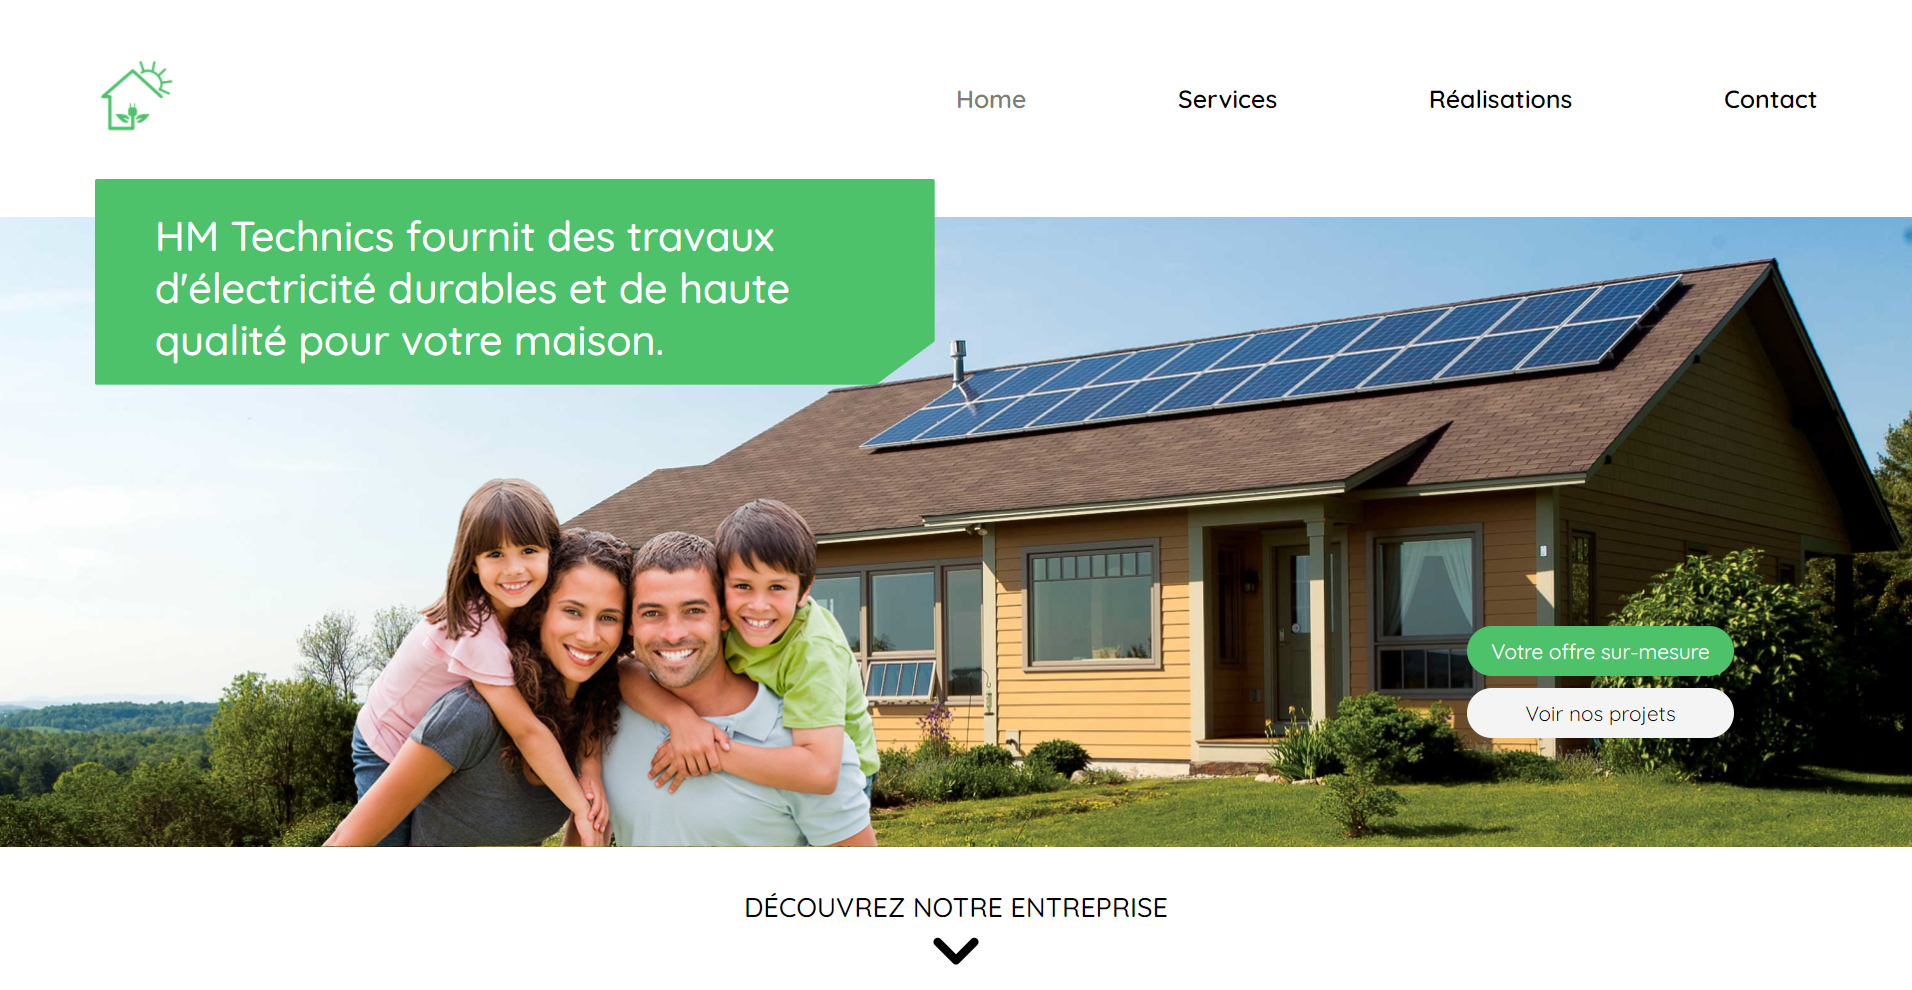 Home
Services
Réalisations
Contact
HM Technics fournit des travaux
d'électricité durables et de haute
qualité pour votre maison.
Votre offre sur-mesure
Voir nos projets
DÉCOUVREZ NOTRE ENTREPRISE